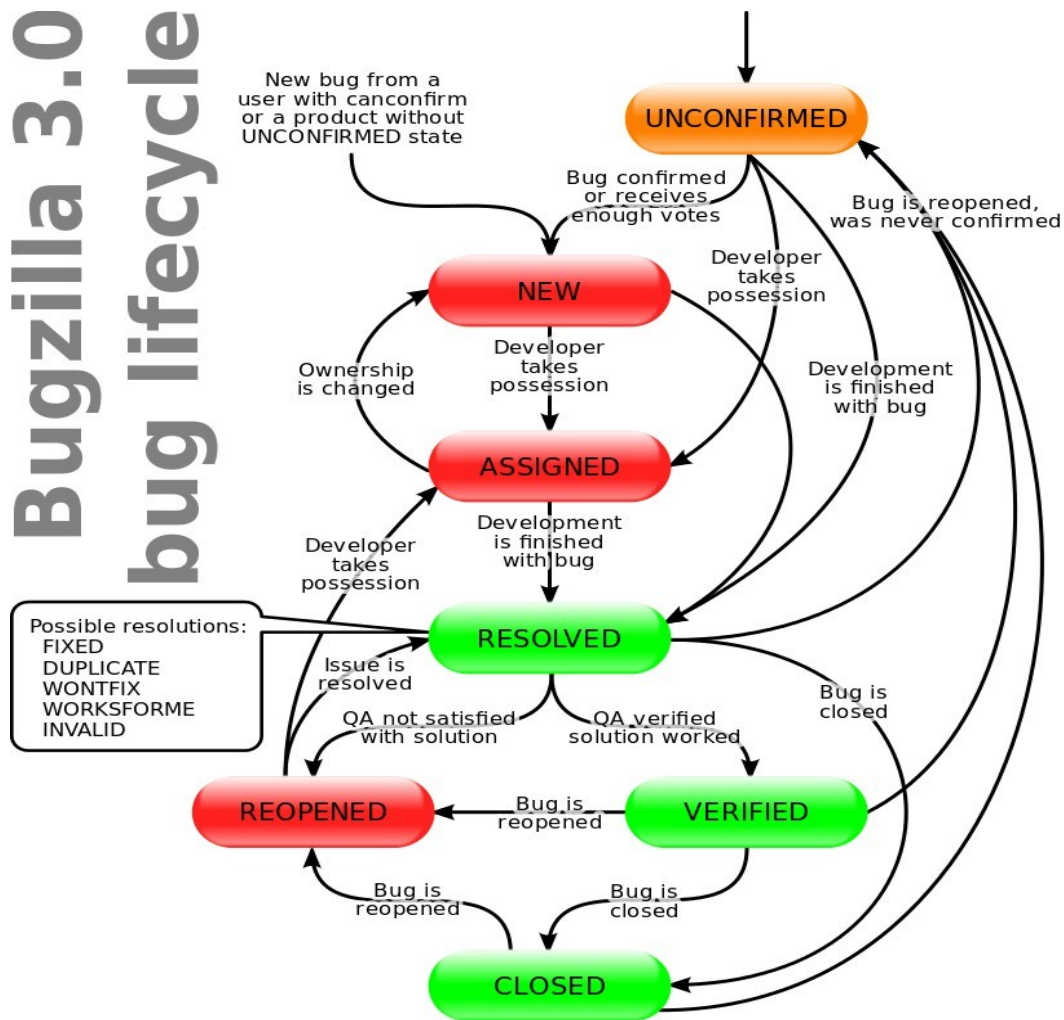 Bugzilla 3.0
bug lifecycle
New bug from a
user with canconfirm
or a product without
UNCONFIRMED state
UNCONFIRMED
Bug confirmed
or receives
enough votes
Bug is reopened,
was never confirmed
Developer
takes
possession
NEW
Ownership
is changed
Developer
takes
possession
Development
is finished
with bug
ASSIGNED
Developer
takes
possession
Development
is finished
with bug
Possible resolutions:
FIXED
DUPLICATE
WONTFIX
WORKSFORME
INVALID
RESOLVED
Issue is
resolved
Bug is
closed
QA not satisfied
with solution
QA verified
solution worked
REOPENED
Bug is
reopened
VERIFIED
Bug is
reopened
Bug is
closed
CLOSED